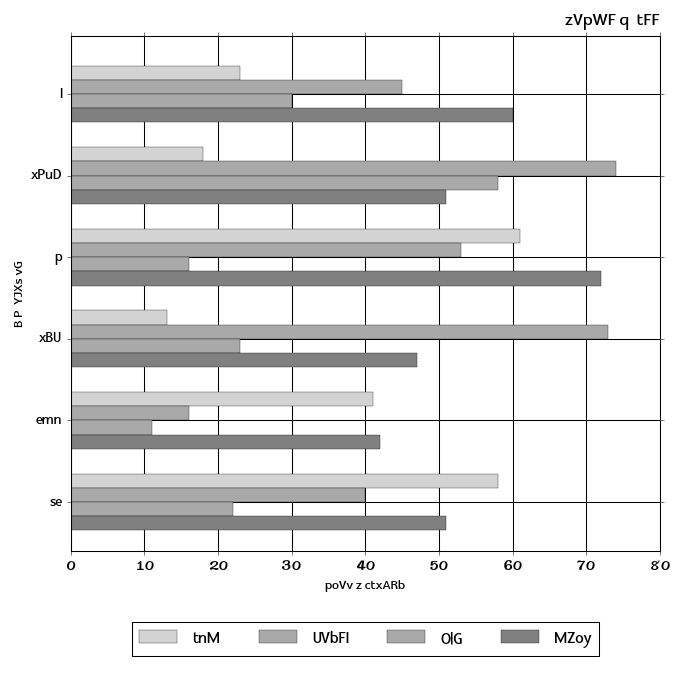 zVpWF q tFF
I
xPuD
p
xBU
emn
se
B P YJXs vG
0 10 20 30 40 50 60 70 80
poVv z ctxARb
tnM UVbFI OJG MZoy